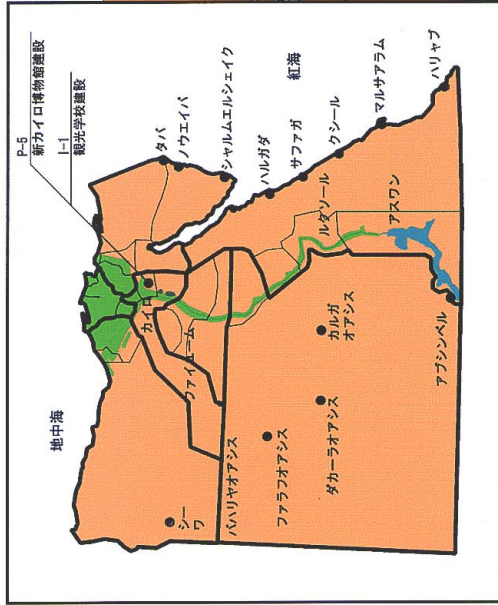 P-5
新カイロ博物館建設
I-1
観光学校建設
地中海
タバ
ノウエイバ
シャルムエルシェイク
紅海
ハルガダ
サファガ
クシール
マルサアラム
ハリャブ
カイロ
ファイユーム
シーワ
バハリヤオアシス
ファラフオアシス
ダカーラオアシス
カルガ
オアシス
ルクソール
アスワン
アブシンベル